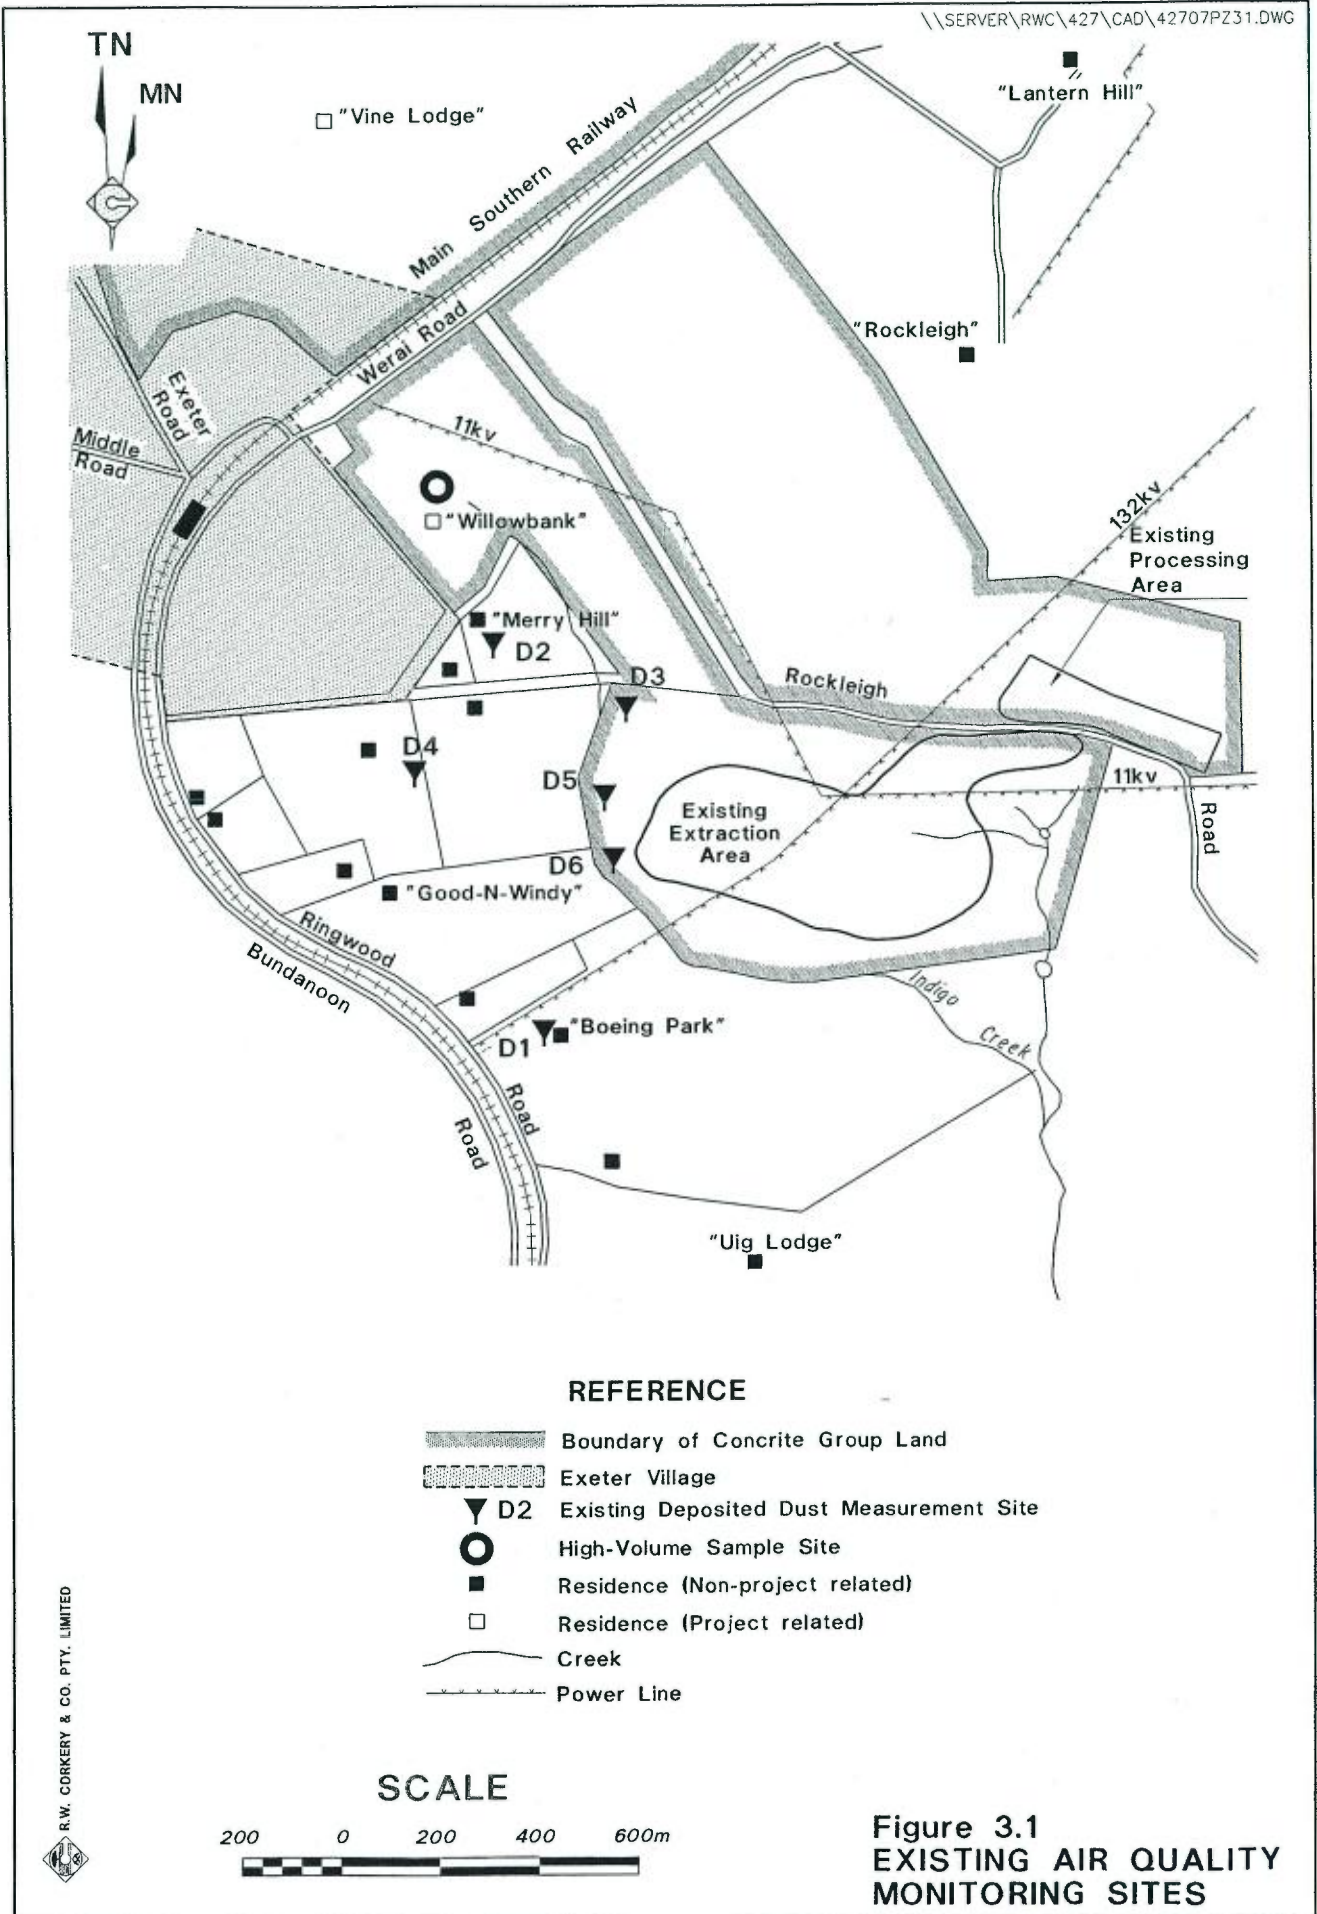 \\SERVER\RWC\427\CAD\42707PZ31.DWG
TN
MN
"Vine Lodge"
"Lantern Hill"
Main Southern Railway
Werai Road
"Rockleigh"
Exeter
Road
Middle
Road
11kv
"Willowbank"
132kv
Existing
Processing
Area
"Merry Hill"
D2
D3
Rockleigh
D4
D5
11kv
Existing
Extraction
Area
Road
D6
"Good-N-Windy"
Ringwood
Bundanoon
Indigo
Creek
"Boeing Park"
D1
Road
Road
"Uig Lodge"
REFERENCE
Boundary of Concrite Group Land
Exeter Village
D2 Existing Deposited Dust Measurement Site
High-Volume Sample Site
Residence (Non-project related)
Residence (Project related)
Creek
Power Line
R.W. CORKERY & CO. PTY. LIMITED
SCALE
200 0 200 400 600m
Figure 3.1
EXISTING AIR QUALITY
MONITORING SITES